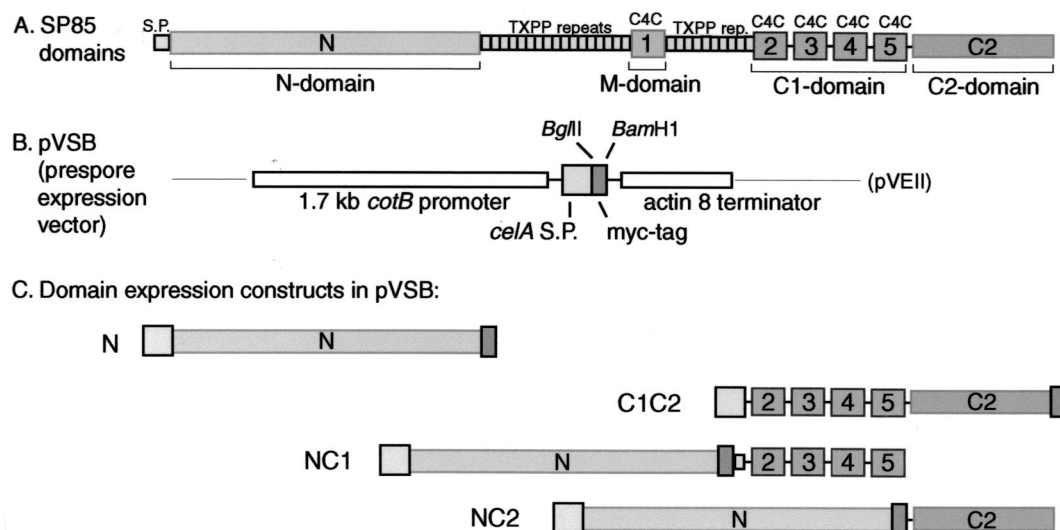 A. SP85 domains
S.P. N TXPP repeats C4C 1 TXPP rep. C4C 2 C4C 3 C4C 4 C4C 5 C2
N-domain M-domain C1-domain C2-domain
B. pVSB (prespore expression vector)
BglII BamH1
(pVEII)
1.7 kb cotB promoter actin 8 terminator
celA S.P. myc-tag
C. Domain expression constructs in pVSB:
N N
C1C2 2 3 4 5 C2
NC1 N 2 3 4 5
NC2 N C2